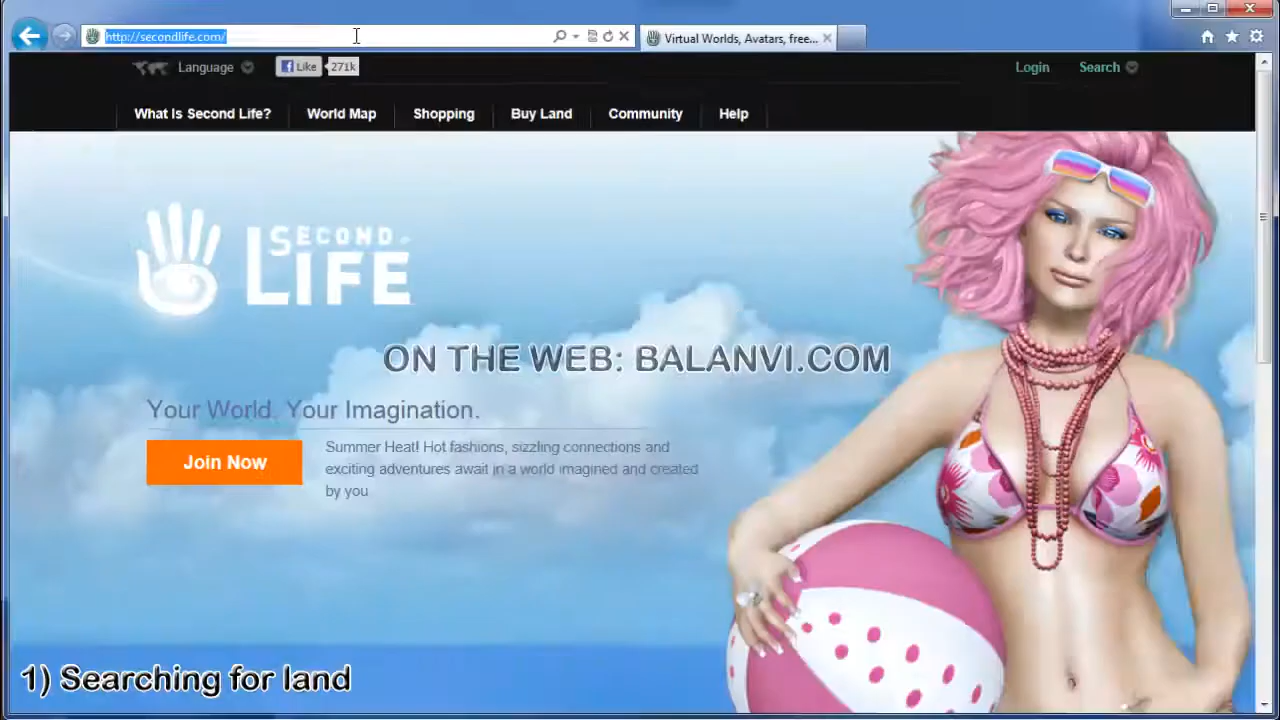 http://secondlife.com/
Virtual Worlds, Avatars, free...
Language
Like
271k
Login
Search
What Is Second Life?
World Map
Shopping
Buy Land
Community
Help
SECOND
LIFE
ON THE WEB: BALANVI.COM
Your World. Your Imagination.
Join Now
Summer Heat! Hot fashions, sizzling connections and
exciting adventures await in a world imagined and created
by you
1) Searching for land